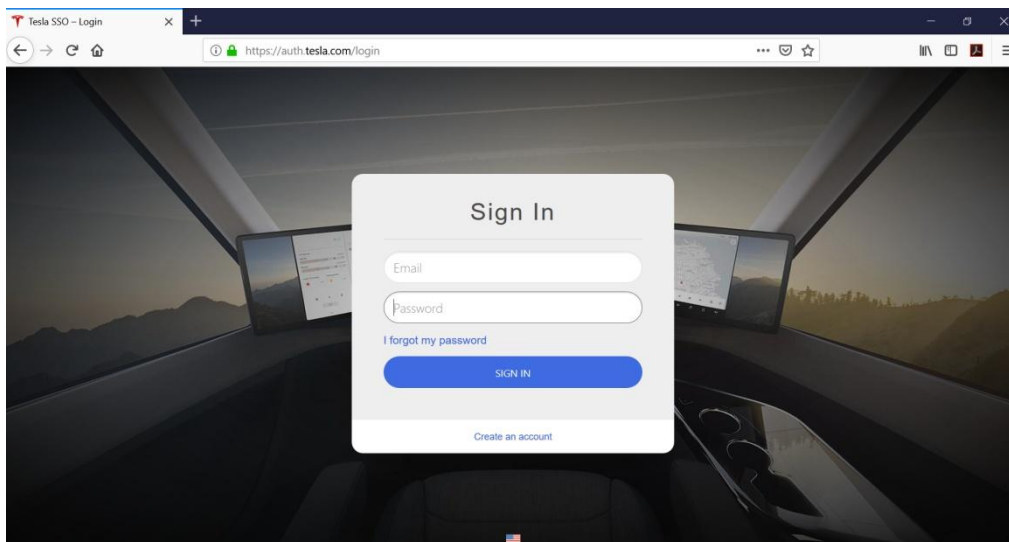 Tesla SSO – Login
https://auth.tesla.com/login
Sign In
Email
Password
I forgot my password
SIGN IN
Create an account